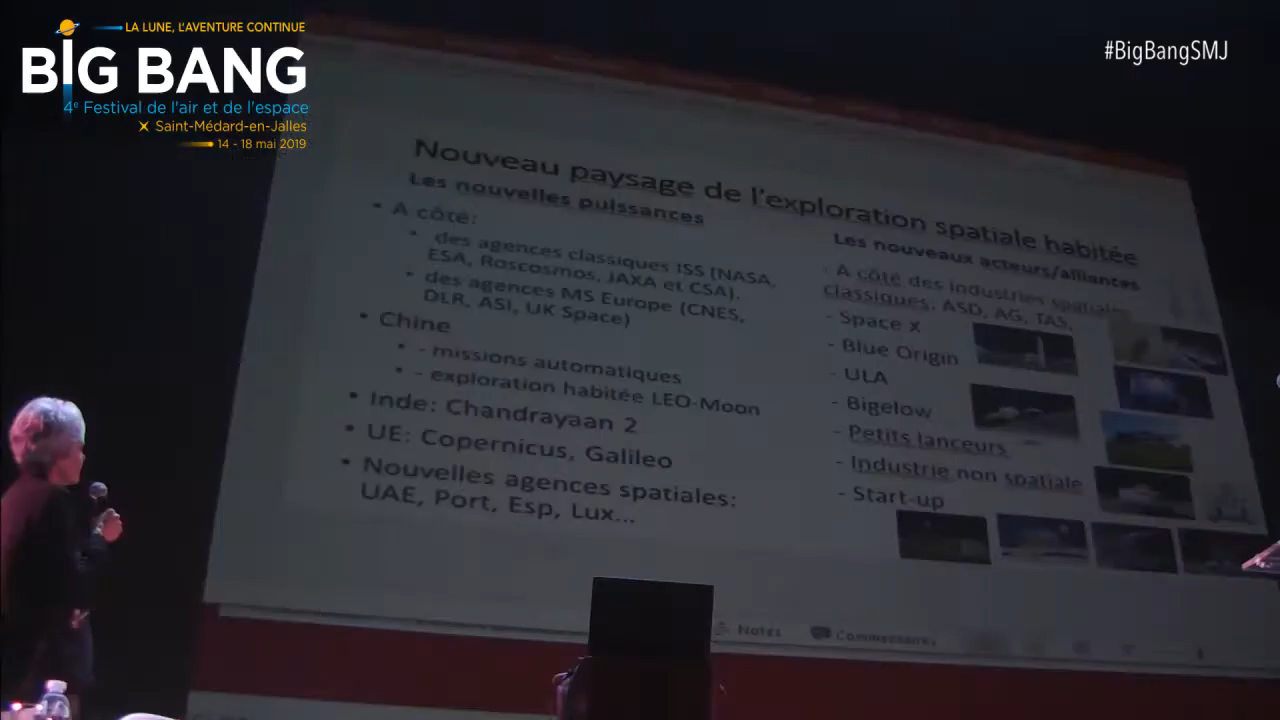 LA LUNE, L'AVENTURE CONTINUE
BIG BANG
4e Festival de l'air et de l'espace
Saint-Médard-en-Jalles
14 - 18 mai 2019
#BigBangSMJ
Nouveau paysage de l'exploration spatiale habitée
Les nouvelles puissances
• A côté:
• des agences classiques ISS (NASA,
ESA, Roscosmos, JAXA et CSA),
• des agences MS Europe (CNES,
DLR, ASI, UK Space)
• Chine
• - missions automatiques
• - exploration habitée LEO-Moon
• Inde: Chandrayaan 2
• UE: Copernicus, Galileo
• Nouvelles agences spatiales:
UAE, Port, Esp, Lux...
Les nouveaux acteurs/alliances
- A côté des industries spatiales
classiques: ASD, AG, TAS,
- Space X
- Blue Origin
- ULA
- Bigelow
- Petits lanceurs
- Industrie non spatiale
- Start-up
Notes
Commentaires